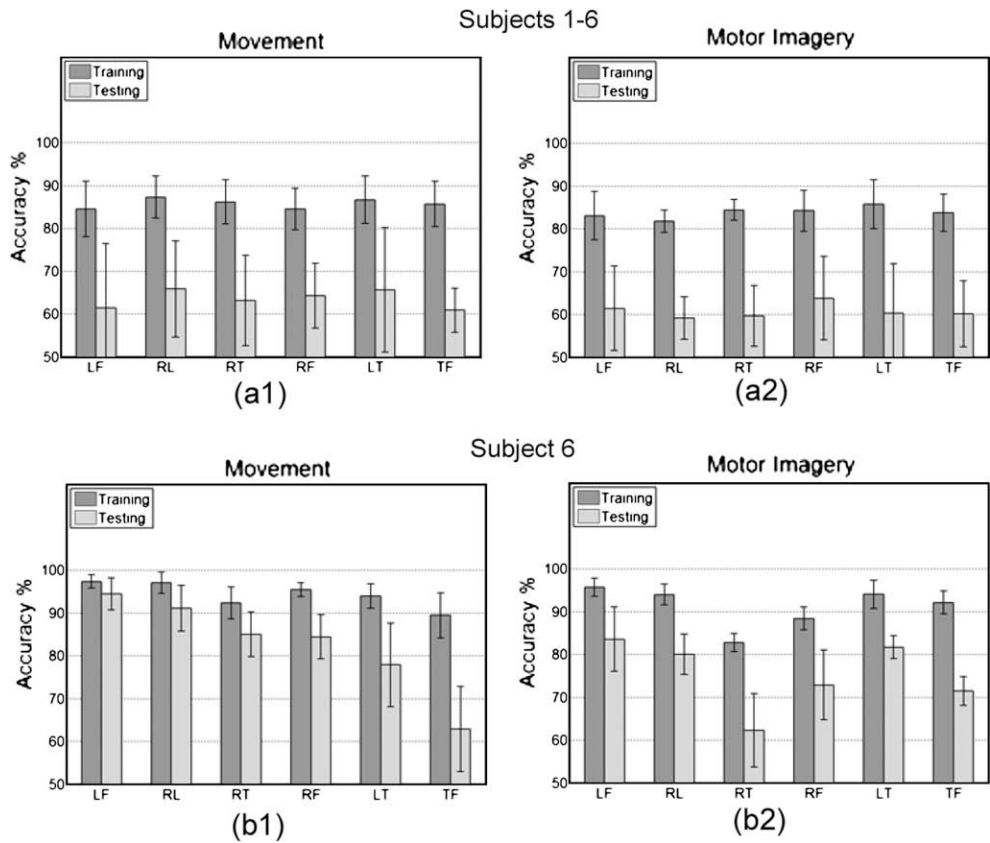 Subjects 1-6
Movement
Training
Testing
Accuracy %
100
90
80
70
60
50
LF RL RT RF LT TF
(a1)
Motor Imagery
Training
Testing
Accuracy %
100
90
80
70
60
50
LF RL RT RF LT TF
(a2)
Subject 6
Movement
Training
Testing
Accuracy %
100
90
80
70
60
50
LF RL RT RF LT TF
(b1)
Motor Imagery
Training
Testing
Accuracy %
100
90
80
70
60
50
LF RL RT RF LT TF
(b2)